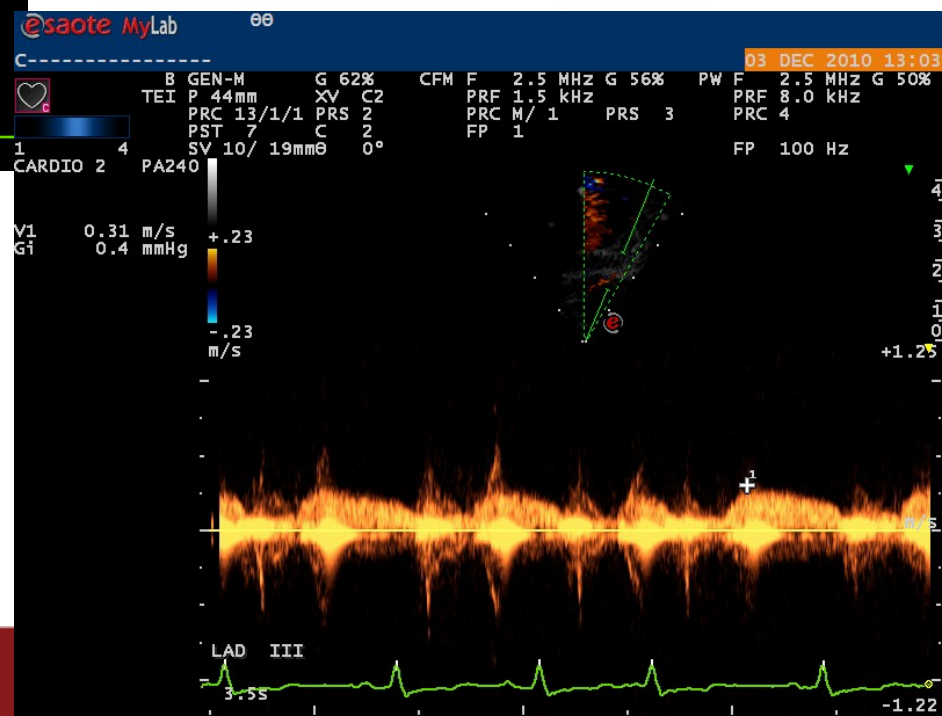 esaote MyLab
C----------------
03 DEC 2010 13:03
B GEN-M G 62% CFM F 2.5 MHz G 56% PW F 2.5 MHz G 50%
TEI P 44mm XV C2 PRF 1.5 kHz PRF 8.0 kHz
PRC 13/1/1 PRS 2 PRC M/ 1 PRS 3 PRC 4
PST 7 C 2 FP 1
1 4 SV 10/ 19mmθ 0° FP 100 Hz
CARDIO 2 PA240
V1 0.31 m/s
Gi 0.4 mmHg
+.23
-.23
m/s
4
3
2
1
0
+1.25
1
m/s
LAD III
3.5s
-1.22